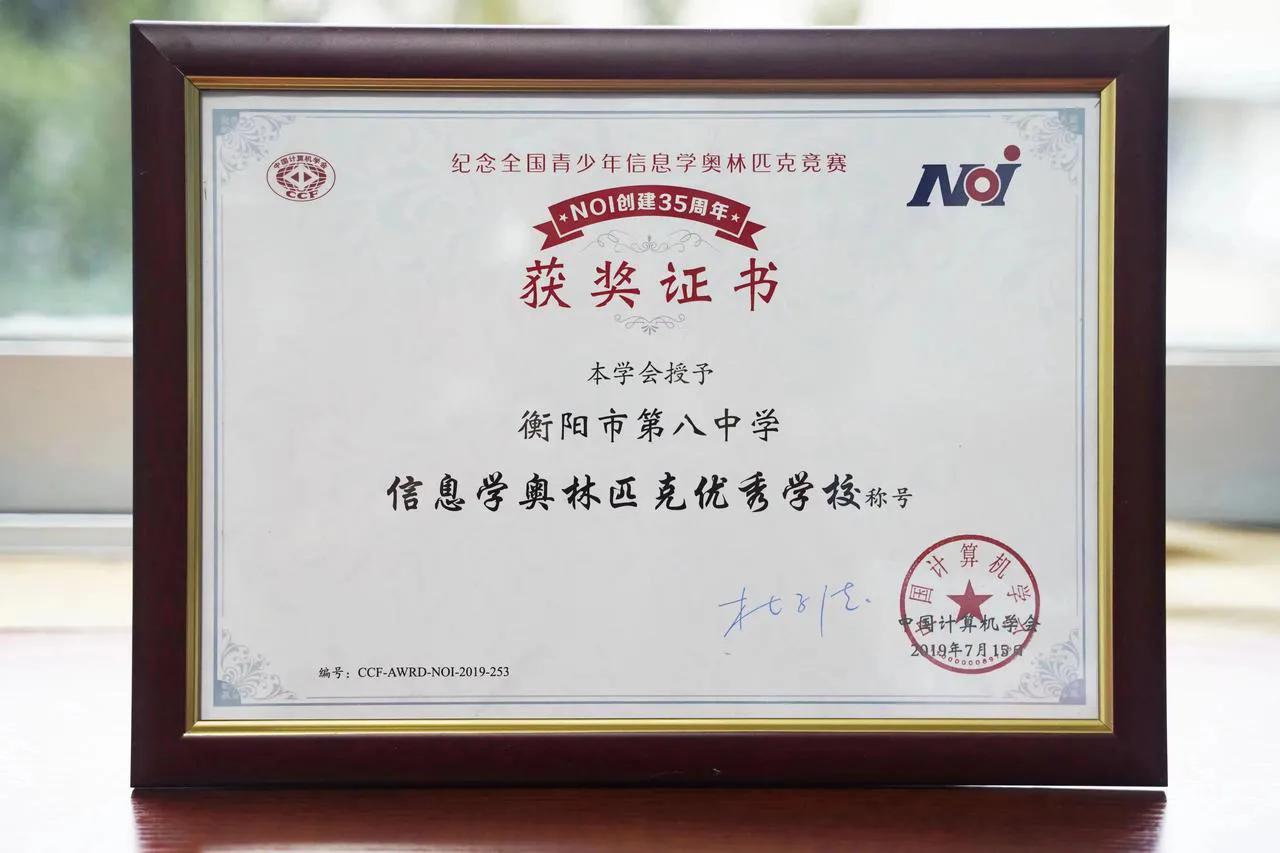 中国计算机学会
CCF
纪念全国青少年信息学奥林匹克竞赛
NOI
NOI创建35周年
获奖证书
本学会授予
衡阳市第八中学
信息学奥林匹克优秀学校称号
中国计算机学会
中国计算机学会
2019年7月15日
编号：CCF-AWRD-NOI-2019-253